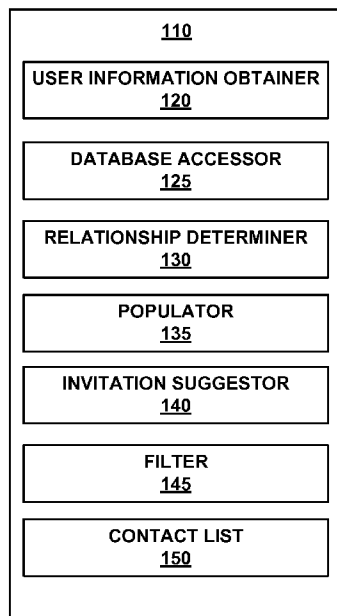 110
USER INFORMATION OBTAINER
120
DATABASE ACCESSOR
125
RELATIONSHIP DETERMINER
130
POPULATOR
135
INVITATION SUGGESTOR
140
FILTER
145
CONTACT LIST
150